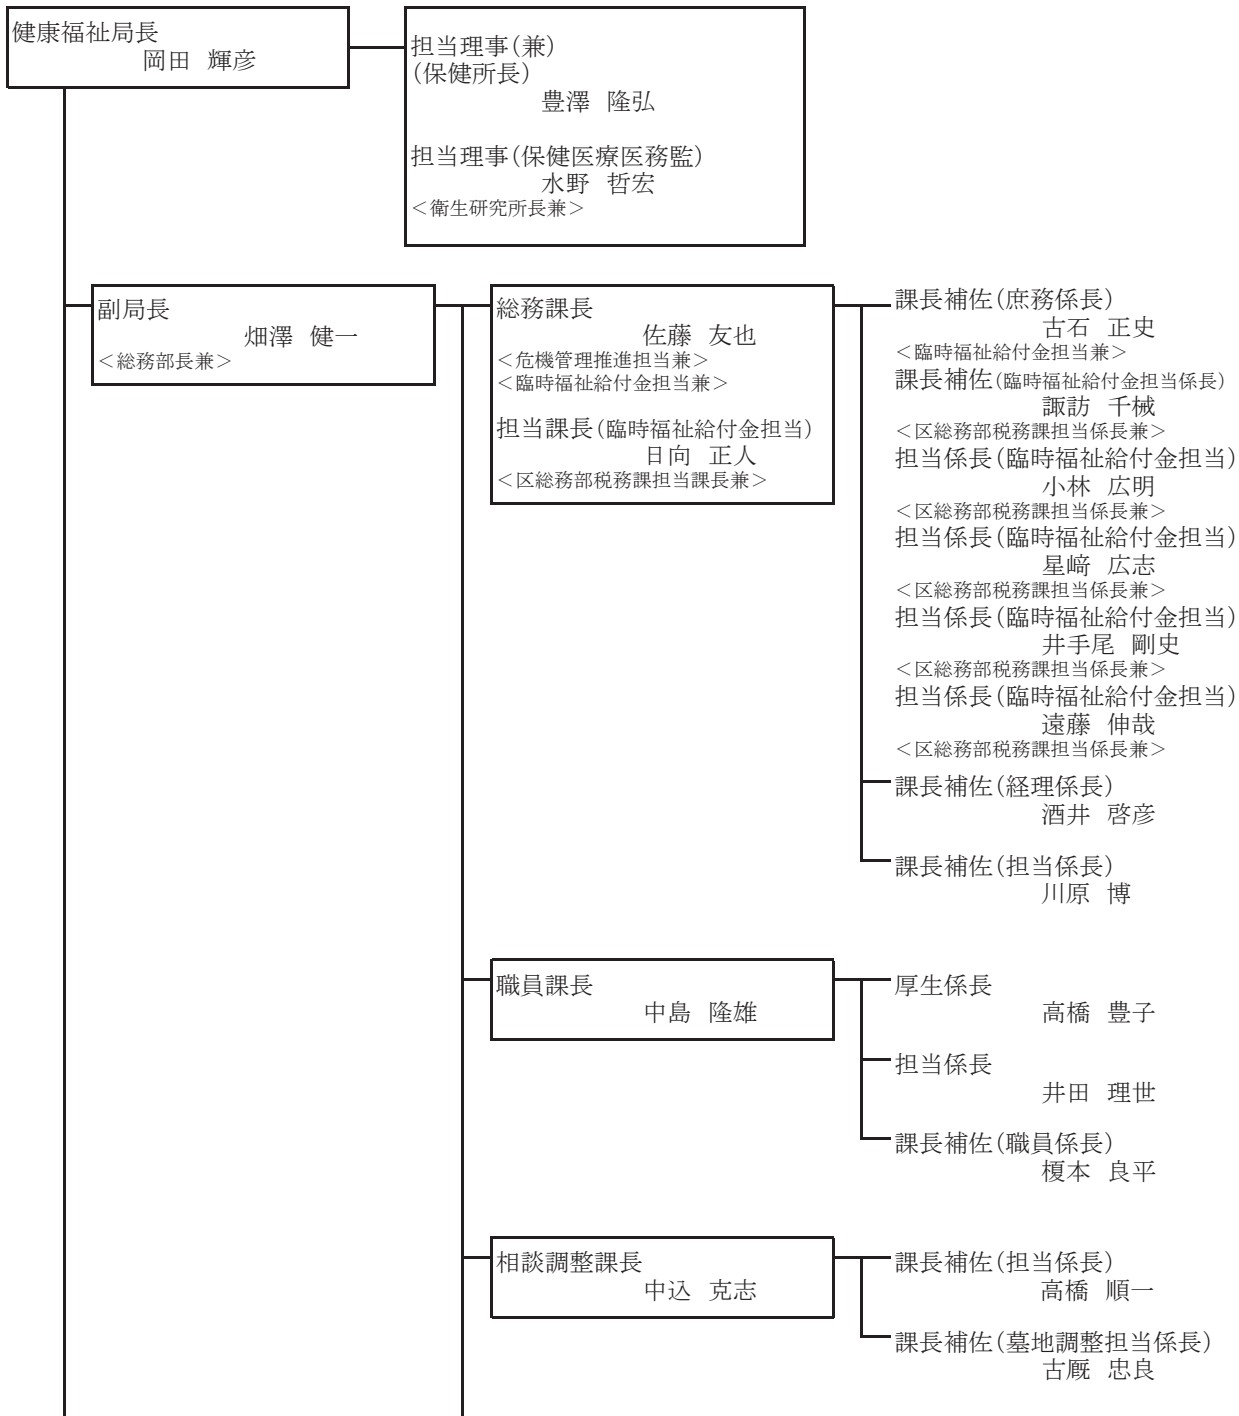 健康福祉局長
岡田 輝彦
担当理事(兼)
(保健所長)
豊澤 隆弘
担当理事(保健医療医務監)
水野 哲宏
＜衛生研究所長兼＞
副局長
畑澤 健一
＜総務部長兼＞
総務課長
佐藤 友也
＜危機管理推進担当兼＞
＜臨時福祉給付金担当兼＞
担当課長(臨時福祉給付金担当)
日向 正人
＜区総務部税務課担当課長兼＞
課長補佐(庶務係長)
古石 正史
＜臨時福祉給付金担当兼＞
課長補佐(臨時福祉給付金担当係長)
諏訪 千械
＜区総務部税務課担当係長兼＞
担当係長(臨時福祉給付金担当)
小林 広明
＜区総務部税務課担当係長兼＞
担当係長(臨時福祉給付金担当)
星﨑 広志
＜区総務部税務課担当係長兼＞
担当係長(臨時福祉給付金担当)
井手尾 剛史
＜区総務部税務課担当係長兼＞
担当係長(臨時福祉給付金担当)
遠藤 伸哉
＜区総務部税務課担当係長兼＞
課長補佐(経理係長)
酒井 啓彦
課長補佐(担当係長)
川原 博
職員課長
中島 隆雄
厚生係長
高橋 豊子
担当係長
井田 理世
課長補佐(職員係長)
榎本 良平
相談調整課長
中込 克志
課長補佐(担当係長)
高橋 順一
課長補佐(墓地調整担当係長)
古厩 忠良